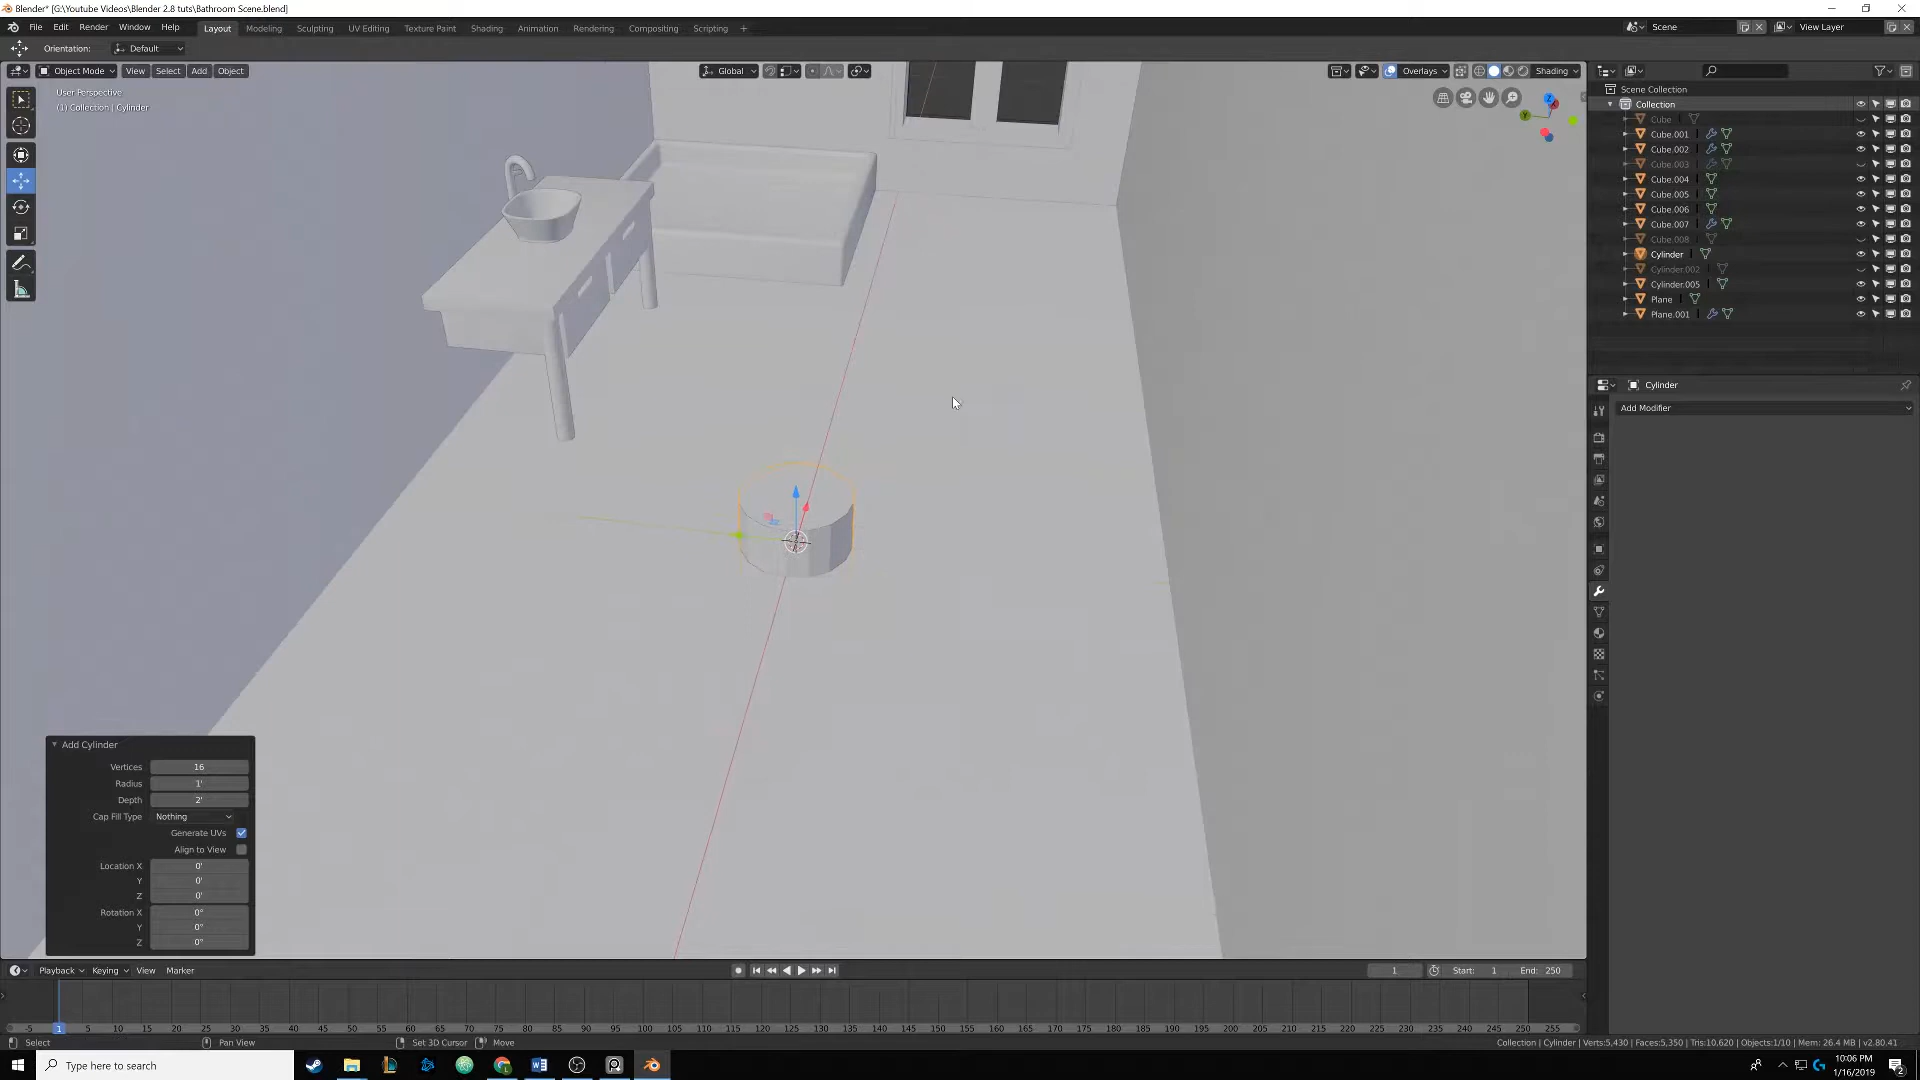 Blender* [G:\Youtube Videos\Blender 2.8 tuts\Bathroom Scene.blend]
File Edit Render Window Help Layout Modeling Sculpting UV Editing Texture Paint Shading Animation Rendering Compositing Scripting + Scene View Layer
Orientation: Default
Object Mode View Select Add Object Global Overlays Shading
User Perspective
(1) Collection | Cylinder
Scene Collection
Collection
Cube
Cube.001
Cube.002
Cube.003
Cube.004
Cube.005
Cube.006
Cube.007
Cube.008
Cylinder
Cylinder.002
Cylinder.005
Plane
Plane.001
Cylinder
Add Modifier
Z
Y
Add Cylinder
Vertices 16
Radius 1'
Depth 2'
Cap Fill Type Nothing
Generate UVs
Align to View
Location X 0'
Y 0'
Z 0'
Rotation X 0°
Y 0°
Z 0°
Playback Keying View Marker 1 Start: 1 End: 250
-5 1 5 10 15 20 25 30 35 40 45 50 55 60 65 70 75 80 85 90 95 100 105 110 115 120 125 130 135 140 145 150 155 160 165 170 175 180 185 190 195 200 205 210 215 220 225 230 235 240 245 250 255
Select Pan View Set 3D Cursor Move Collection | Cylinder | Verts:5,430 | Faces:5,350 | Tris:10,620 | Objects:1/10 | Mem: 26.4 MB | v2.80.41
Type here to search
10:06 PM
1/16/2019
2